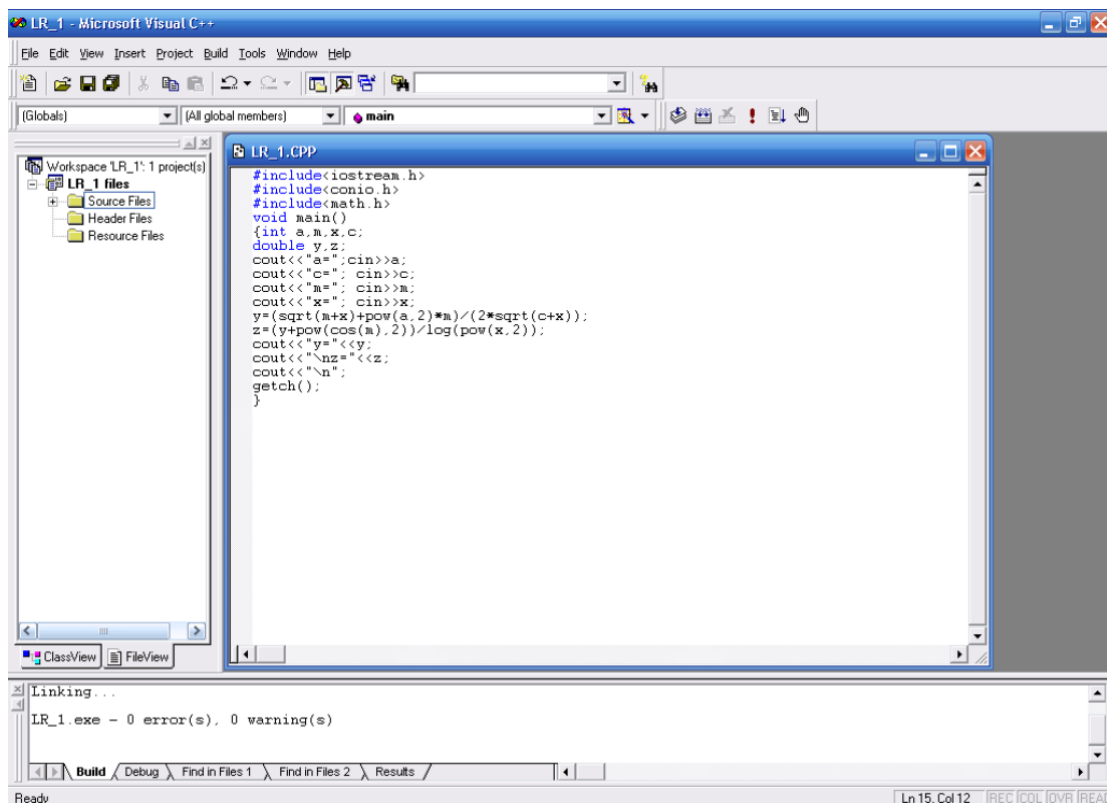 LR_1 - Microsoft Visual C++
File Edit View Insert Project Build Tools Window Help
(Globals) (All global members) main
Workspace 'LR_1': 1 project(s)
LR_1 files
Source Files
Header Files
Resource Files
ClassView FileView
LR_1.CPP
#include<iostream.h>
#include<conio.h>
#include<math.h>
void main()
{int a,m,x,c;
double y,z;
cout<<"a=";cin>>a;
cout<<"c="; cin>>c;
cout<<"m="; cin>>m;
cout<<"x="; cin>>x;
y=(sqrt(m+x)+pow(a,2)*m)/(2*sqrt(c+x));
z=(y+pow(cos(m),2))/log(pow(x,2));
cout<<"y="<<y;
cout<<"\nz="<<z;
cout<<"\n";
getch();
}
Linking...
LR_1.exe - 0 error(s), 0 warning(s)
Build Debug Find in Files 1 Find in Files 2 Results
Ready Ln 15, Col 12 REC COL OVR READ